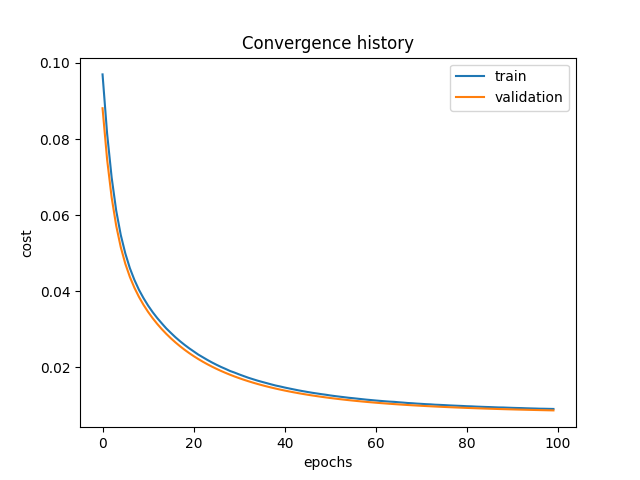 Convergence history
train
validation
0.10
0.08
0.06
0.04
0.02
cost
0 20 40 60 80 100
epochs